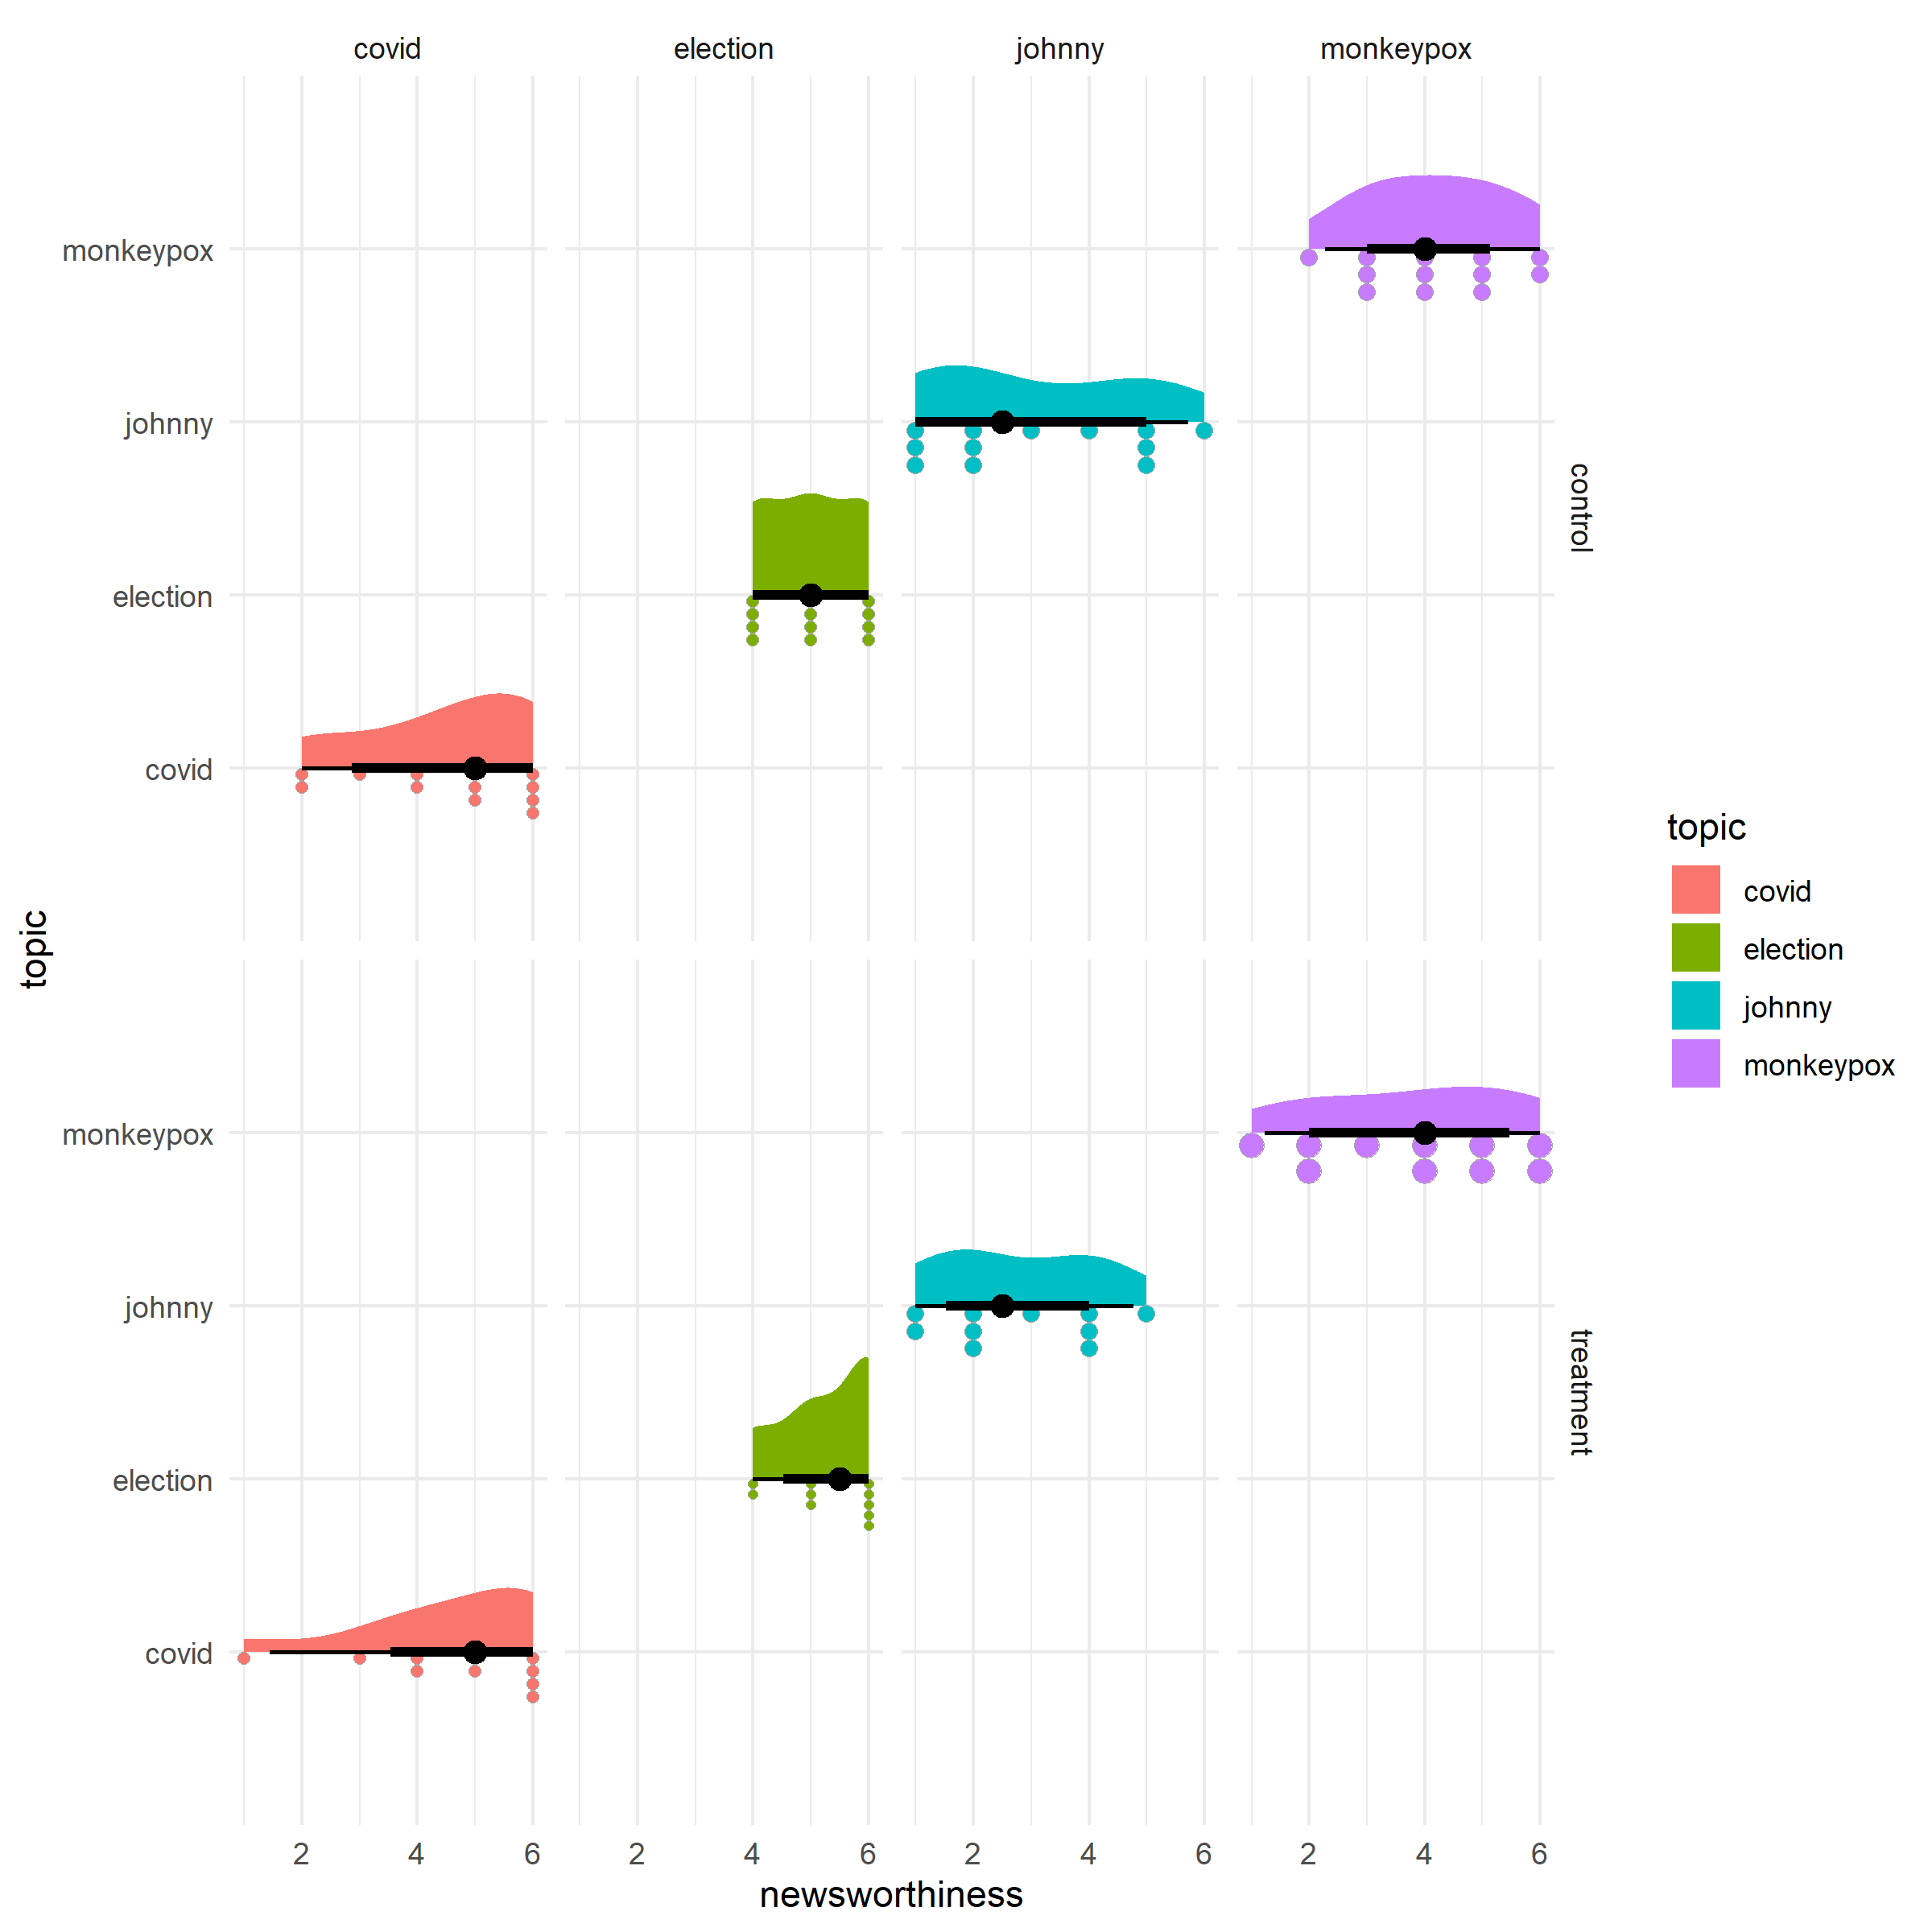 covid election johnny monkeypox
monkeypox
johnny
election
covid
control
topic
monkeypox
johnny
election
covid
treatment
2 4 6 2 4 6 2 4 6 2 4 6
newsworthiness
topic
covid
election
johnny
monkeypox